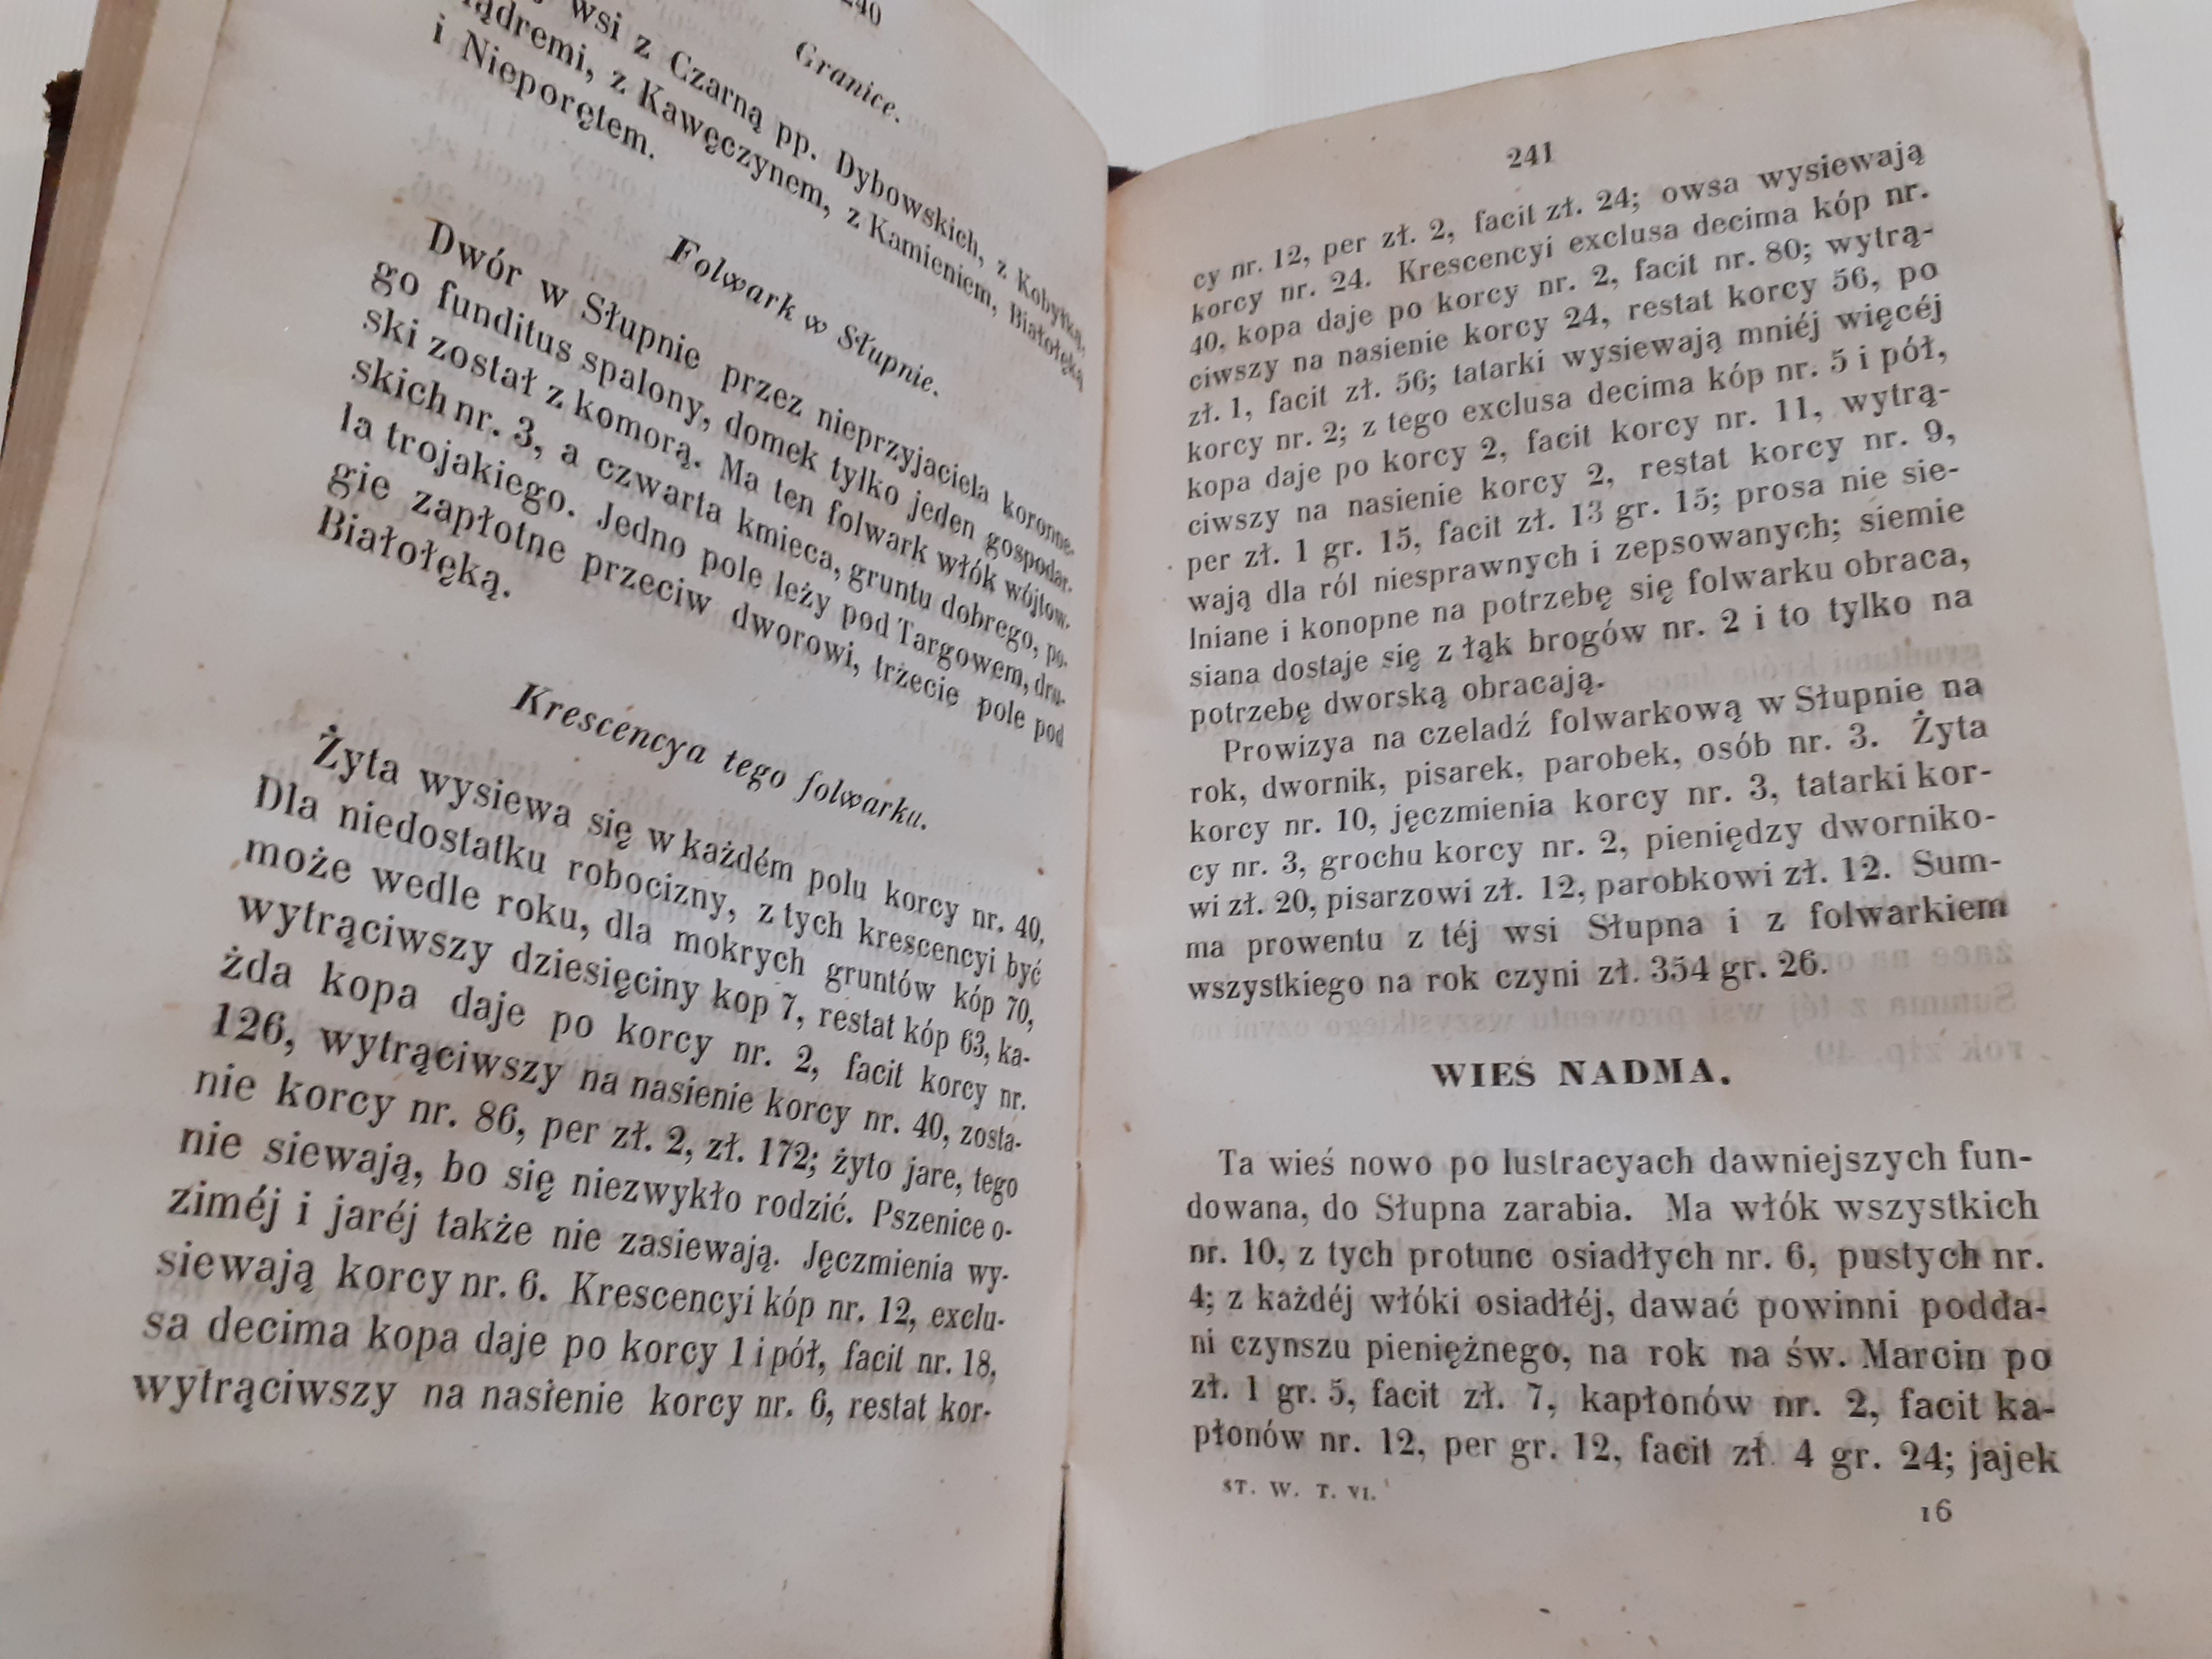 240
Granice.
wsi z Czarną pp. Dybowskich, z Kobyłką,
z Kawęczynem, z Kamieniem, Białołęką
i Nieporętem.
Folwark w Słupnie.
Dwór w Słupnie przez nieprzyjaciela koronne-
go funditus spalony, domek tylko jeden gospodar-
ski został z komorą. Ma ten folwark włók wójtow-
skich nr. 3, a czwarta kmieca, gruntu dobrego, po-
la trojakiego. Jedno pole leży pod Targowem, dru-
gie zapłotne przeciw dworowi, trzecie pole pod
Białołęką.
Krescencya tego folwarku.
Żyta wysiewa się w każdém polu korcy nr. 40,
Dla niedostatku robocizny, z tych krescencyi być
może wedle roku, dla mokrych gruntów kóp 70,
wytrąciwszy dziesięciny kop 7, restat kóp 63, ka-
żda kopa daje po korcy nr. 2, facit korcy nr.
126, wytrąciwszy na nasienie korcy nr. 40, zosta-
nie korcy nr. 86, per zł. 2, zł. 172; żyto jare, tego
nie siewają, bo się niezwykło rodzić. Pszenice o-
ziméj i jaréj także nie zasiewają. Jęczmienia wy-
siewają korcy nr. 6. Krescencyi kóp nr. 12, exclu-
sa decima kopa daje po korcy 1 i pół, facit nr. 18,
wytrąciwszy na nasienie korcy nr. 6, restat kor-
241
cy nr. 12, per zł. 2, facit zł. 24; owsa wysiewają
korcy nr. 24. Krescencyi exclusa decima kóp nr.
40, kopa daje po korcy nr. 2, facit nr. 80; wytrą-
ciwszy na nasienie korcy 24, restat korcy 56, po
zł. 1, facit zł. 56; tatarki wysiewają mniéj więcéj
korcy nr. 2; z tego exclusa decima kóp nr. 5 i pół,
kopa daje po korcy 2, facit korcy nr. 11, wytrą-
ciwszy na nasienie korcy 2, restat korcy nr. 9,
per zł. 1 gr. 15, facit zł. 13 gr. 15; prosa nie sie-
wają dla ról niesprawnych i zepsowanych; siemie
lniane i konopne na potrzebę się folwarku obraca,
siana dostaje się z łąk brogów nr. 2 i to tylko na
potrzebę dworską obracają.
Prowizya na czeladź folwarkową w Słupnie na
rok, dwornik, pisarek, parobek, osób nr. 3. Żyta
korcy nr. 10, jęczmienia korcy nr. 3, tatarki kor-
cy nr. 3, grochu korcy nr. 2, pieniędzy dworniko-
wi zł. 20, pisarzowi zł. 12, parobkowi zł. 12. Sum-
ma prowentu z téj wsi Słupna i z folwarkiem
wszystkiego na rok czyni zł. 354 gr. 26.
WIEŚ NADMA.
Ta wieś nowo po lustracyach dawniejszych fun-
dowana, do Słupna zarabia. Ma włók wszystkich
nr. 10, z tych protunc osiadłych nr. 6, pustych nr.
4; z każdéj włóki osiadłéj, dawać powinni podda-
ni czynszu pieniężnego, na rok na św. Marcin po
zł. 1 gr. 5, facit zł. 7, kapłonów nr. 2, facit ka-
płonów nr. 12, per gr. 12, facit zł 4 gr. 24; jajek
ST. W. T. VI.
16